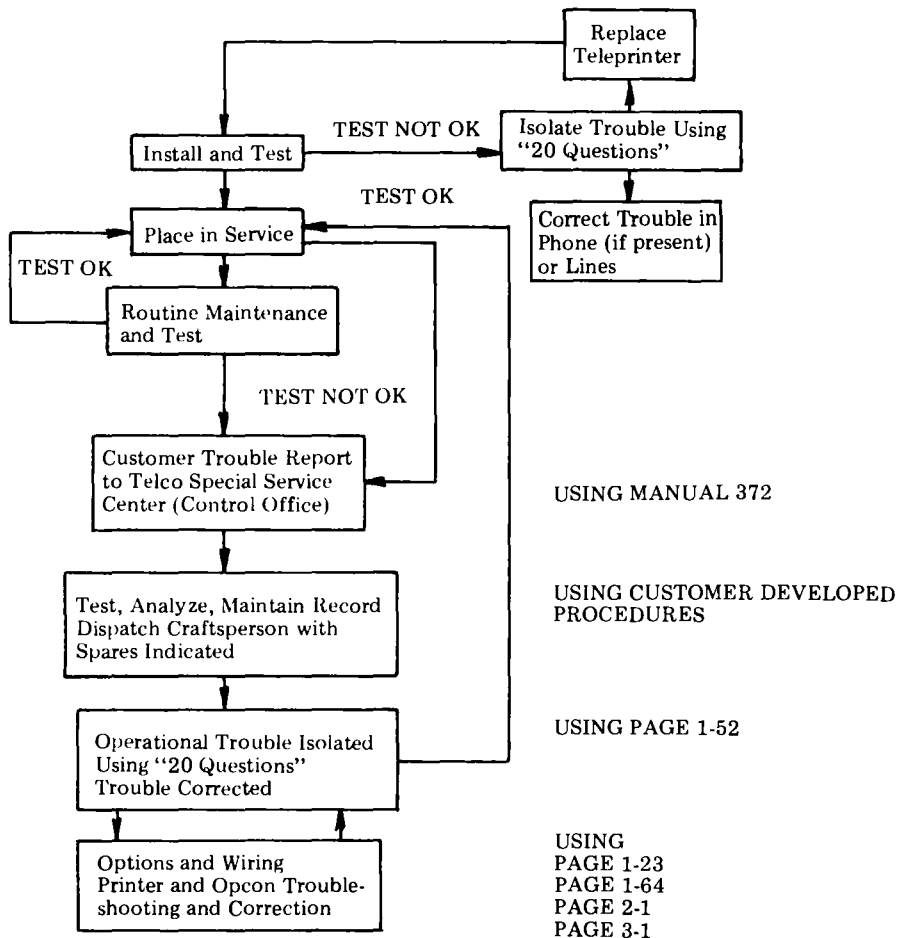 Replace
Teleprinter
TEST NOT OK
Isolate Trouble Using
"20 Questions"
Install and Test
TEST OK
Correct Trouble in
Phone (if present)
or Lines
Place in Service
TEST OK
Routine Maintenance
and Test
TEST NOT OK
Customer Trouble Report
to Telco Special Service
Center (Control Office)
USING MANUAL 372
Test, Analyze, Maintain Record
Dispatch Craftsperson with
Spares Indicated
USING CUSTOMER DEVELOPED
PROCEDURES
Operational Trouble Isolated
Using "20 Questions"
Trouble Corrected
USING PAGE 1-52
Options and Wiring
Printer and Opcon Trouble-
shooting and Correction
USING
PAGE 1-23
PAGE 1-64
PAGE 2-1
PAGE 3-1